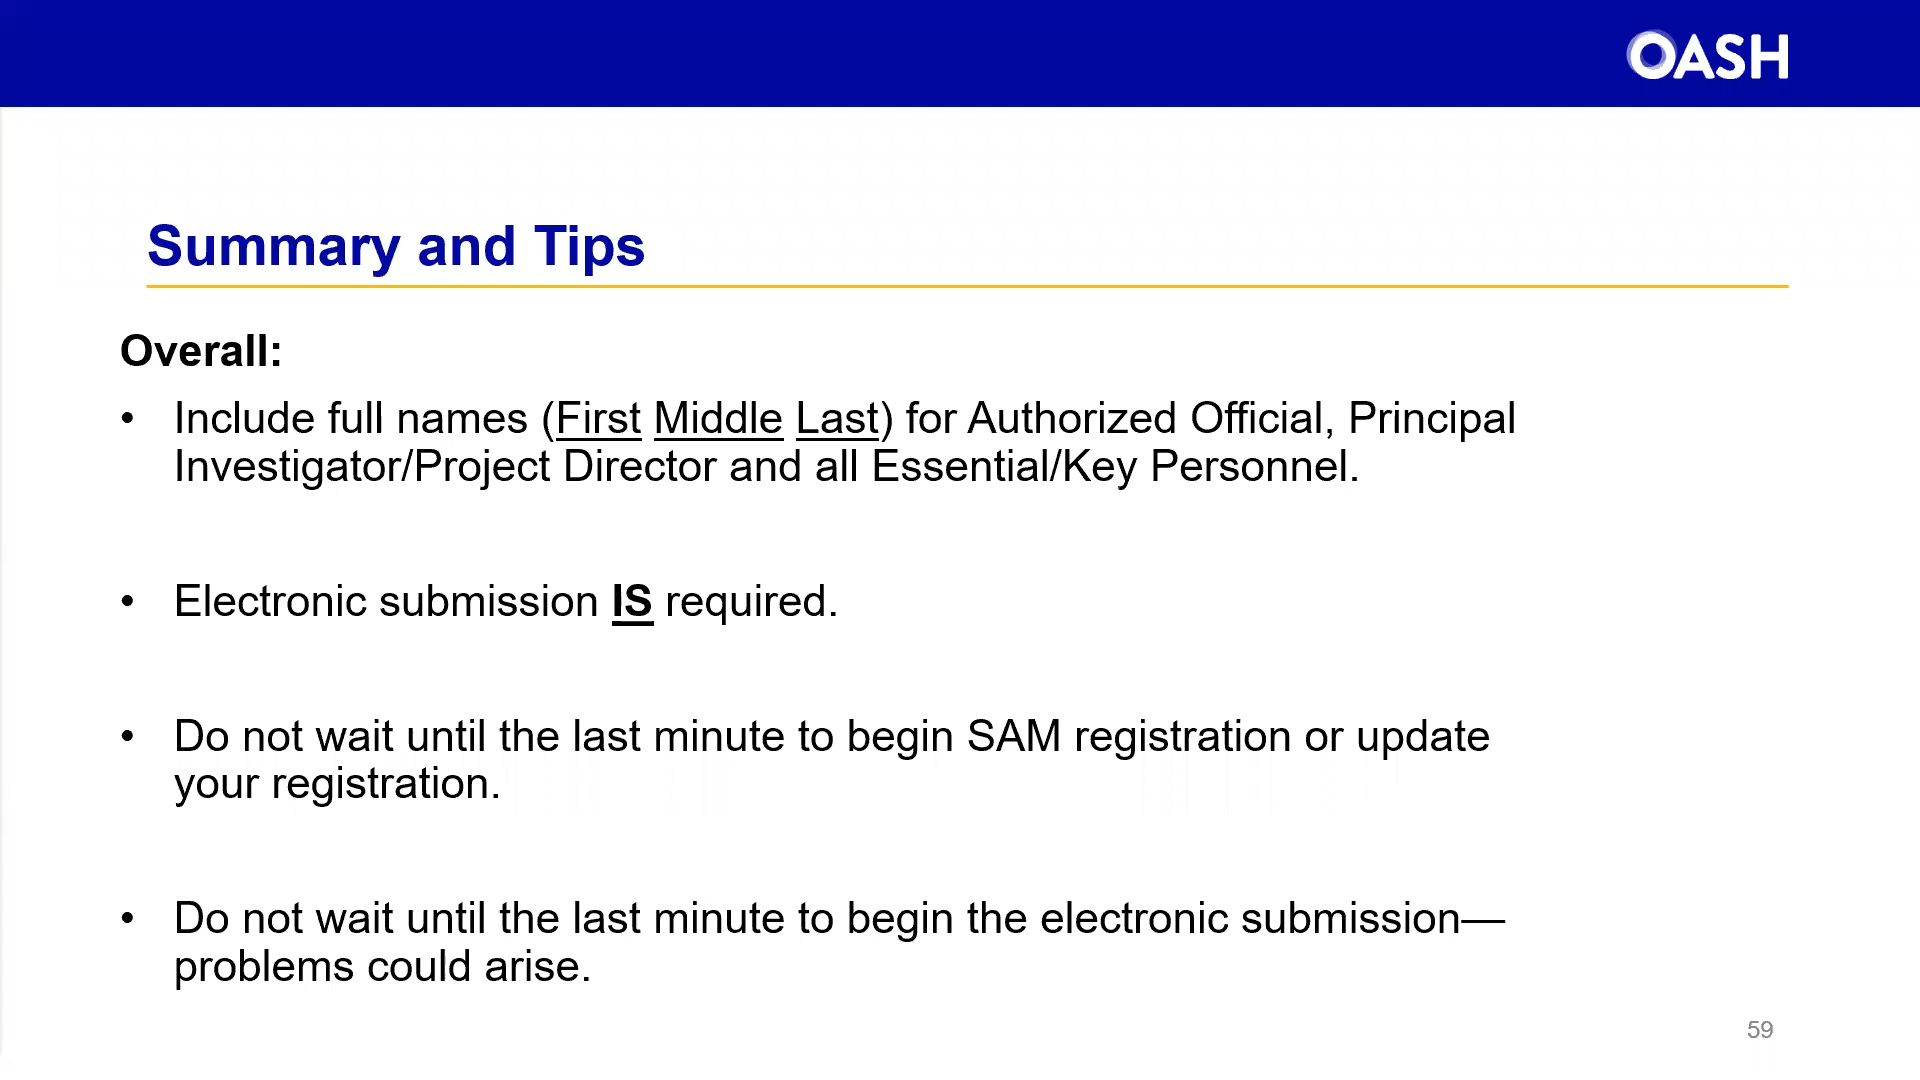 OASH
Summary and Tips
Overall:
• Include full names (First Middle Last) for Authorized Official, Principal
Investigator/Project Director and all Essential/Key Personnel.
• Electronic submission IS required.
• Do not wait until the last minute to begin SAM registration or update
your registration.
• Do not wait until the last minute to begin the electronic submission—
problems could arise.
59